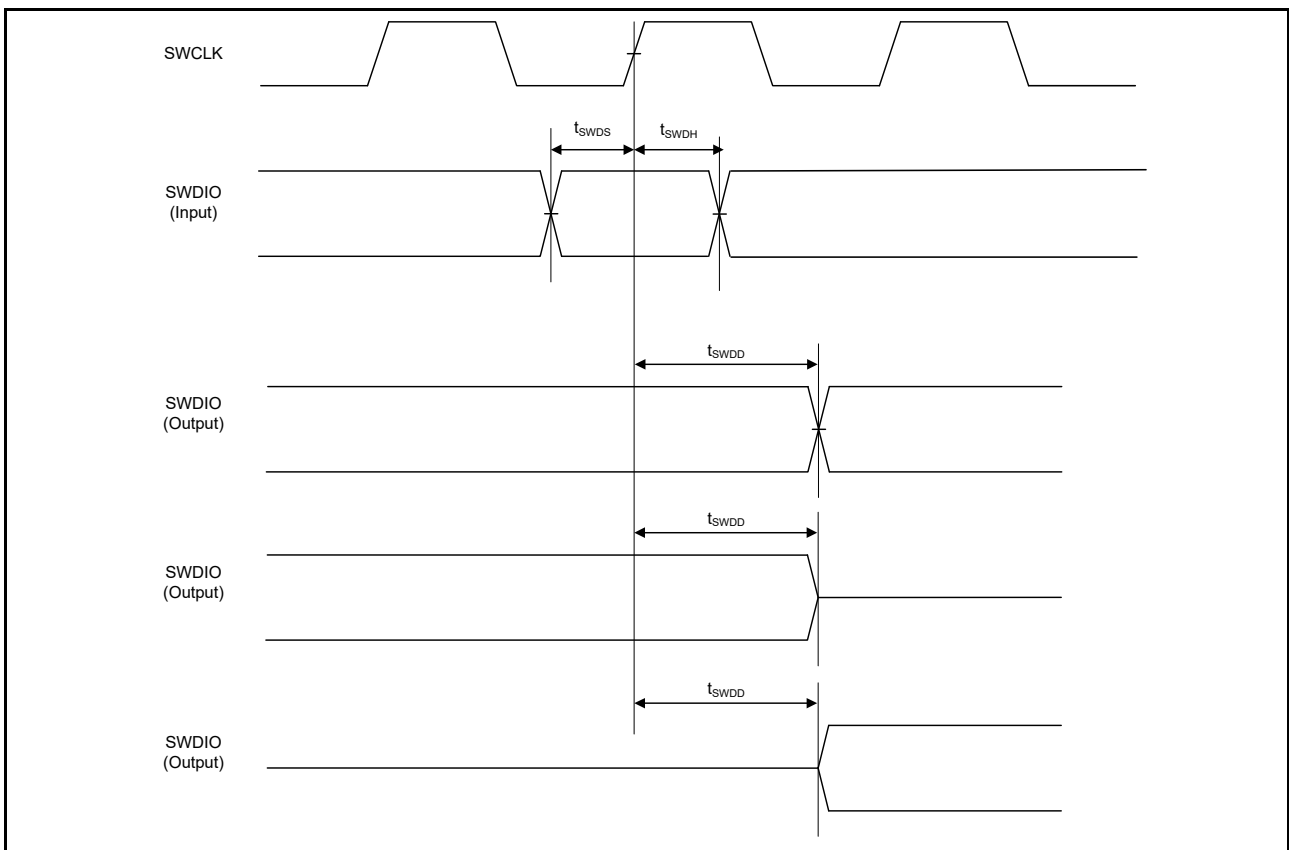 SWCLK
tSWDS
tSWDH
SWDIO
(Input)
tSWDD
SWDIO
(Output)
tSWDD
SWDIO
(Output)
tSWDD
SWDIO
(Output)